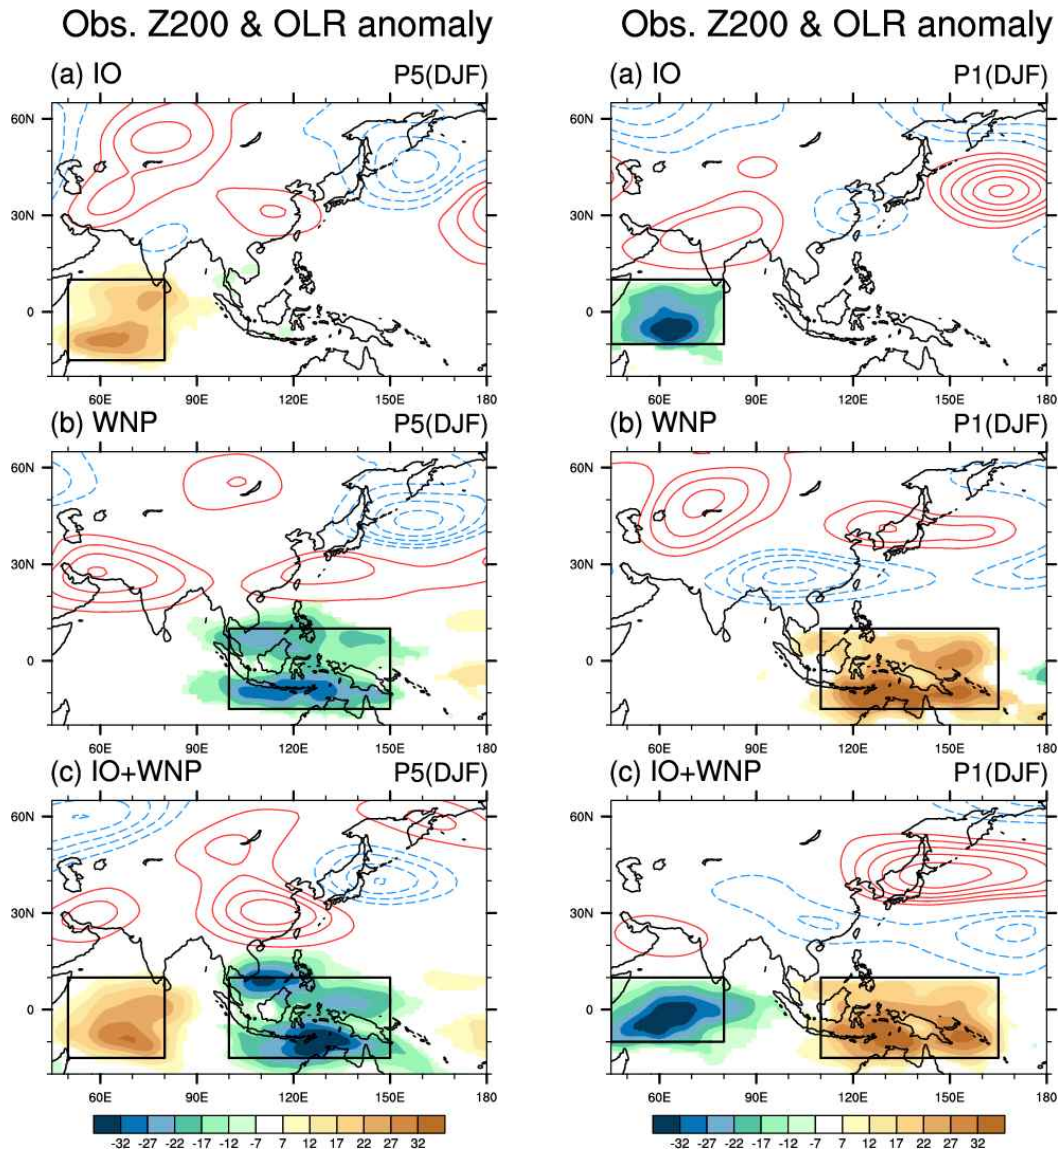 Obs. Z200 & OLR anomaly
(a) IO P5(DJF)
60N
30N
0
60E 90E 120E 150E 180
(b) WNP P5(DJF)
60N
30N
0
60E 90E 120E 150E 180
(c) IO+WNP P5(DJF)
60N
30N
0
60E 90E 120E 150E 180
-32 -27 -22 -17 -12 -7 7 12 17 22 27 32
Obs. Z200 & OLR anomaly
(a) IO P1(DJF)
60N
30N
0
60E 90E 120E 150E 180
(b) WNP P1(DJF)
60N
30N
0
60E 90E 120E 150E 180
(c) IO+WNP P1(DJF)
60N
30N
0
60E 90E 120E 150E 180
-32 -27 -22 -17 -12 -7 7 12 17 22 27 32